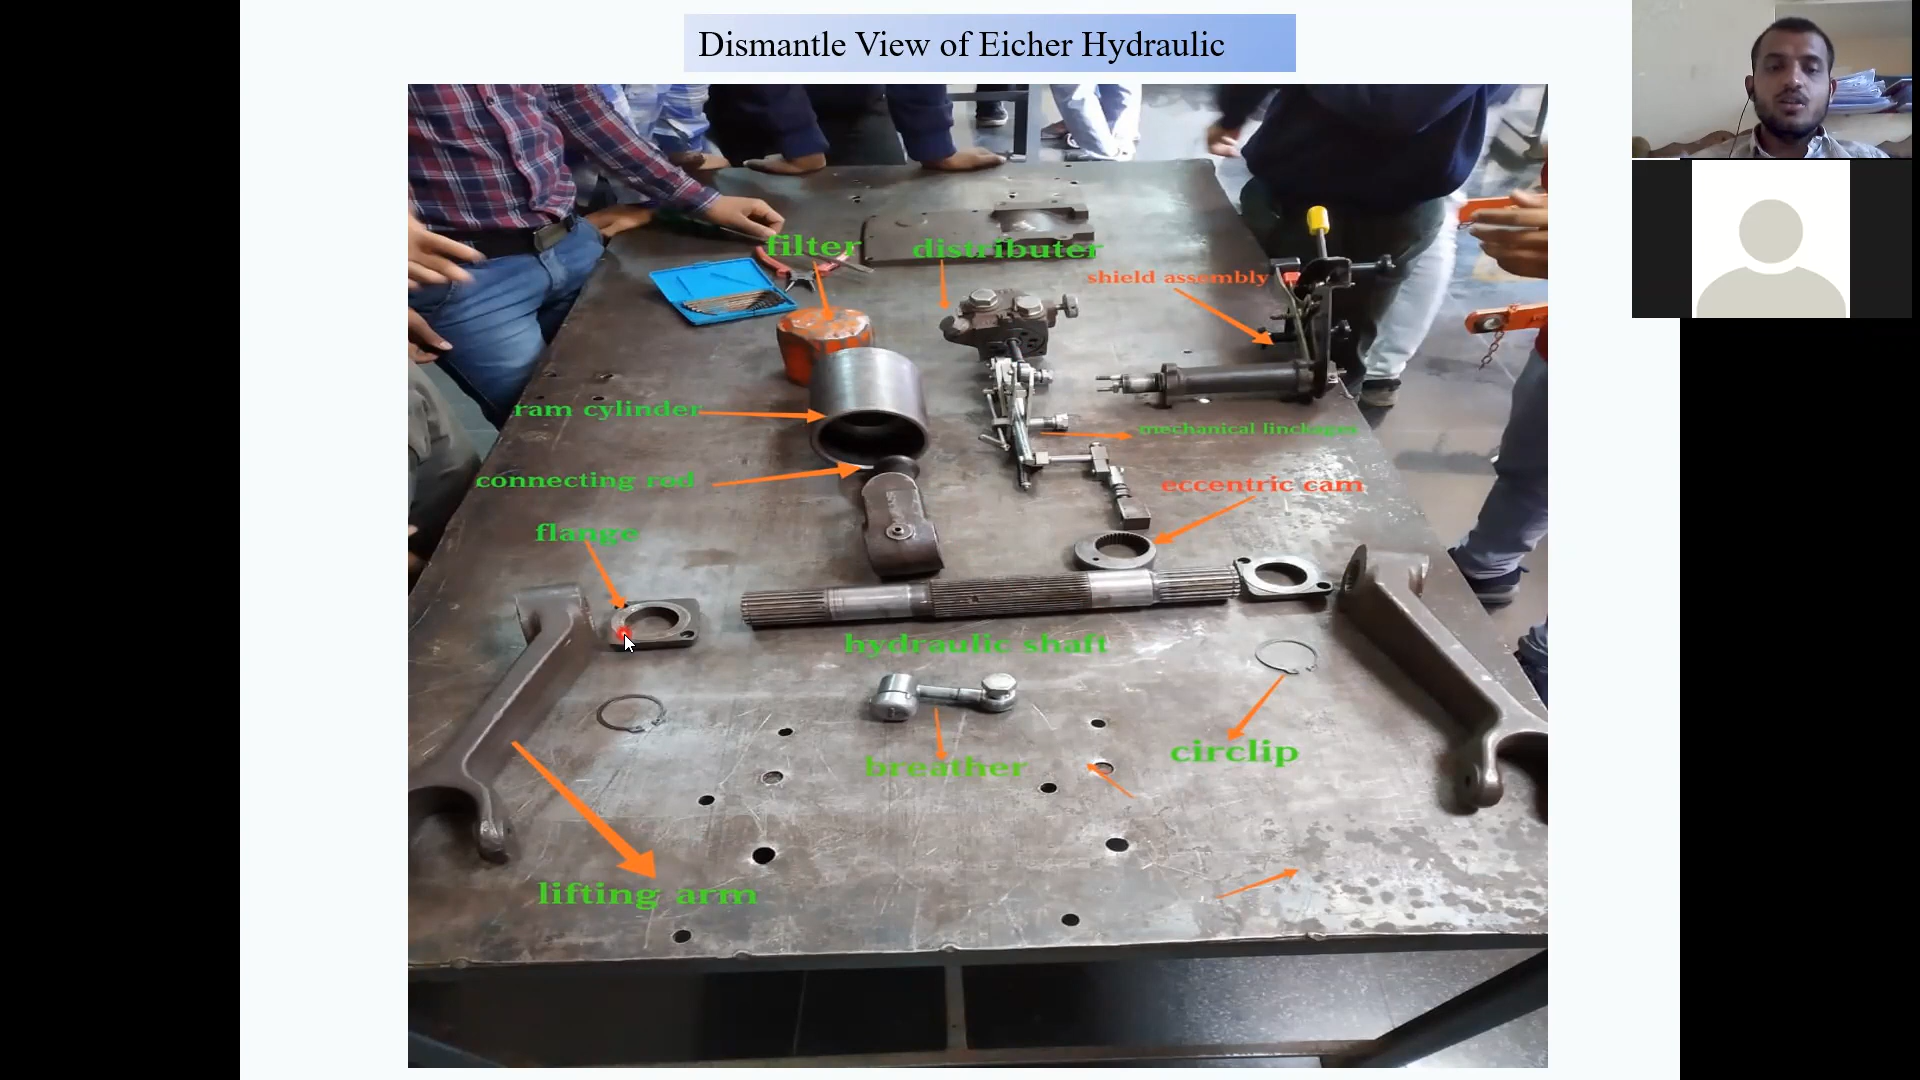 Dismantle View of Eicher Hydraulic
filter
distributer
shield assembly
ram cylinder
mechanical linckages
connecting rod
eccentric cam
flange
hydraulic shaft
breather
circlip
lifting arm